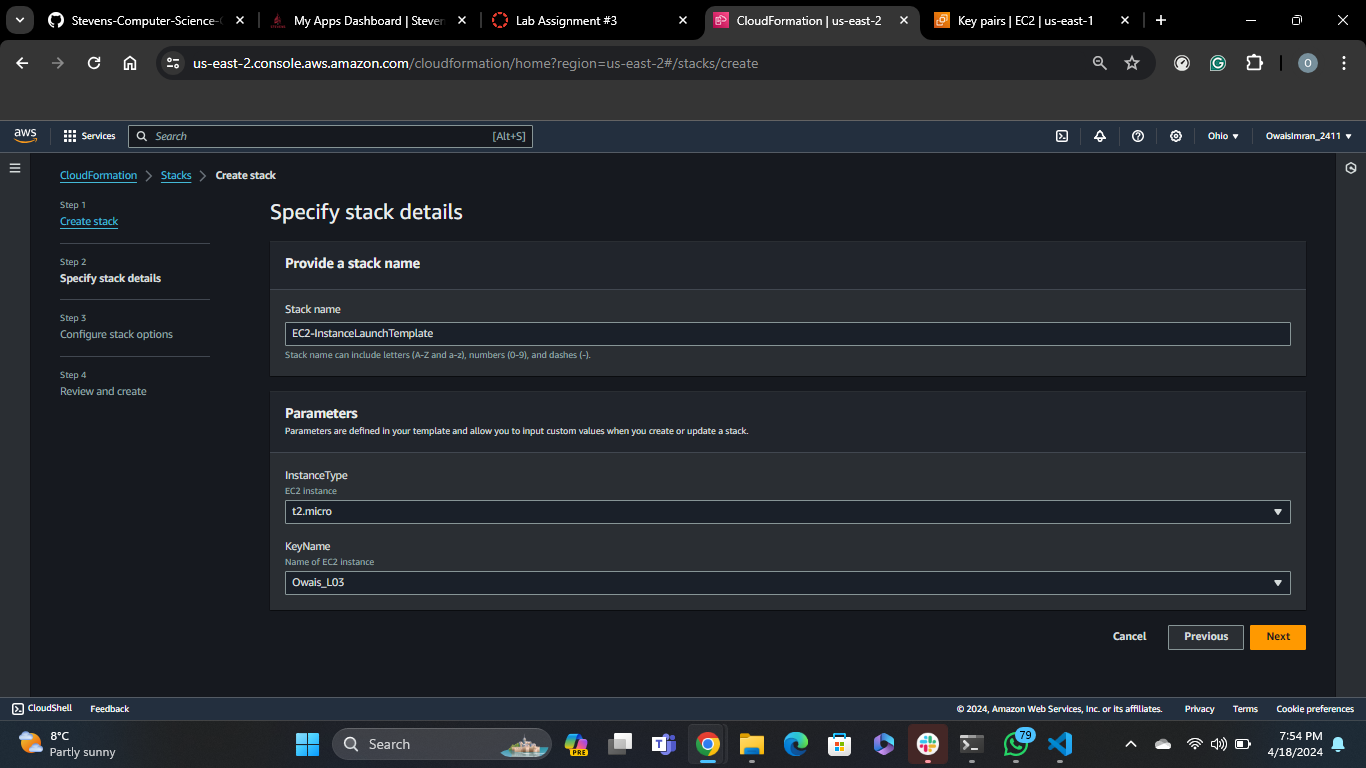 Stevens-Computer-Science-
My Apps Dashboard | Steven
Lab Assignment #3
CloudFormation | us-east-2
Key pairs | EC2 | us-east-1
us-east-2.console.aws.amazon.com/cloudformation/home?region=us-east-2#/stacks/create
O
aws
Services
Search
[Alt+S]
Ohio
OwaisImran_2411
CloudFormation
Stacks
Create stack
Step 1
Create stack
Step 2
Specify stack details
Step 3
Configure stack options
Step 4
Review and create
Specify stack details
Provide a stack name
Stack name
EC2-InstanceLaunchTemplate
Stack name can include letters (A-Z and a-z), numbers (0-9), and dashes (-).
Parameters
Parameters are defined in your template and allow you to input custom values when you create or update a stack.
InstanceType
EC2 instance
t2.micro
KeyName
Name of EC2 instance
Owais_L03
Cancel
Previous
Next
CloudShell
Feedback
© 2024, Amazon Web Services, Inc. or its affiliates.
Privacy
Terms
Cookie preferences
8°C
Partly sunny
Search
PRE
79
7:54 PM
4/18/2024